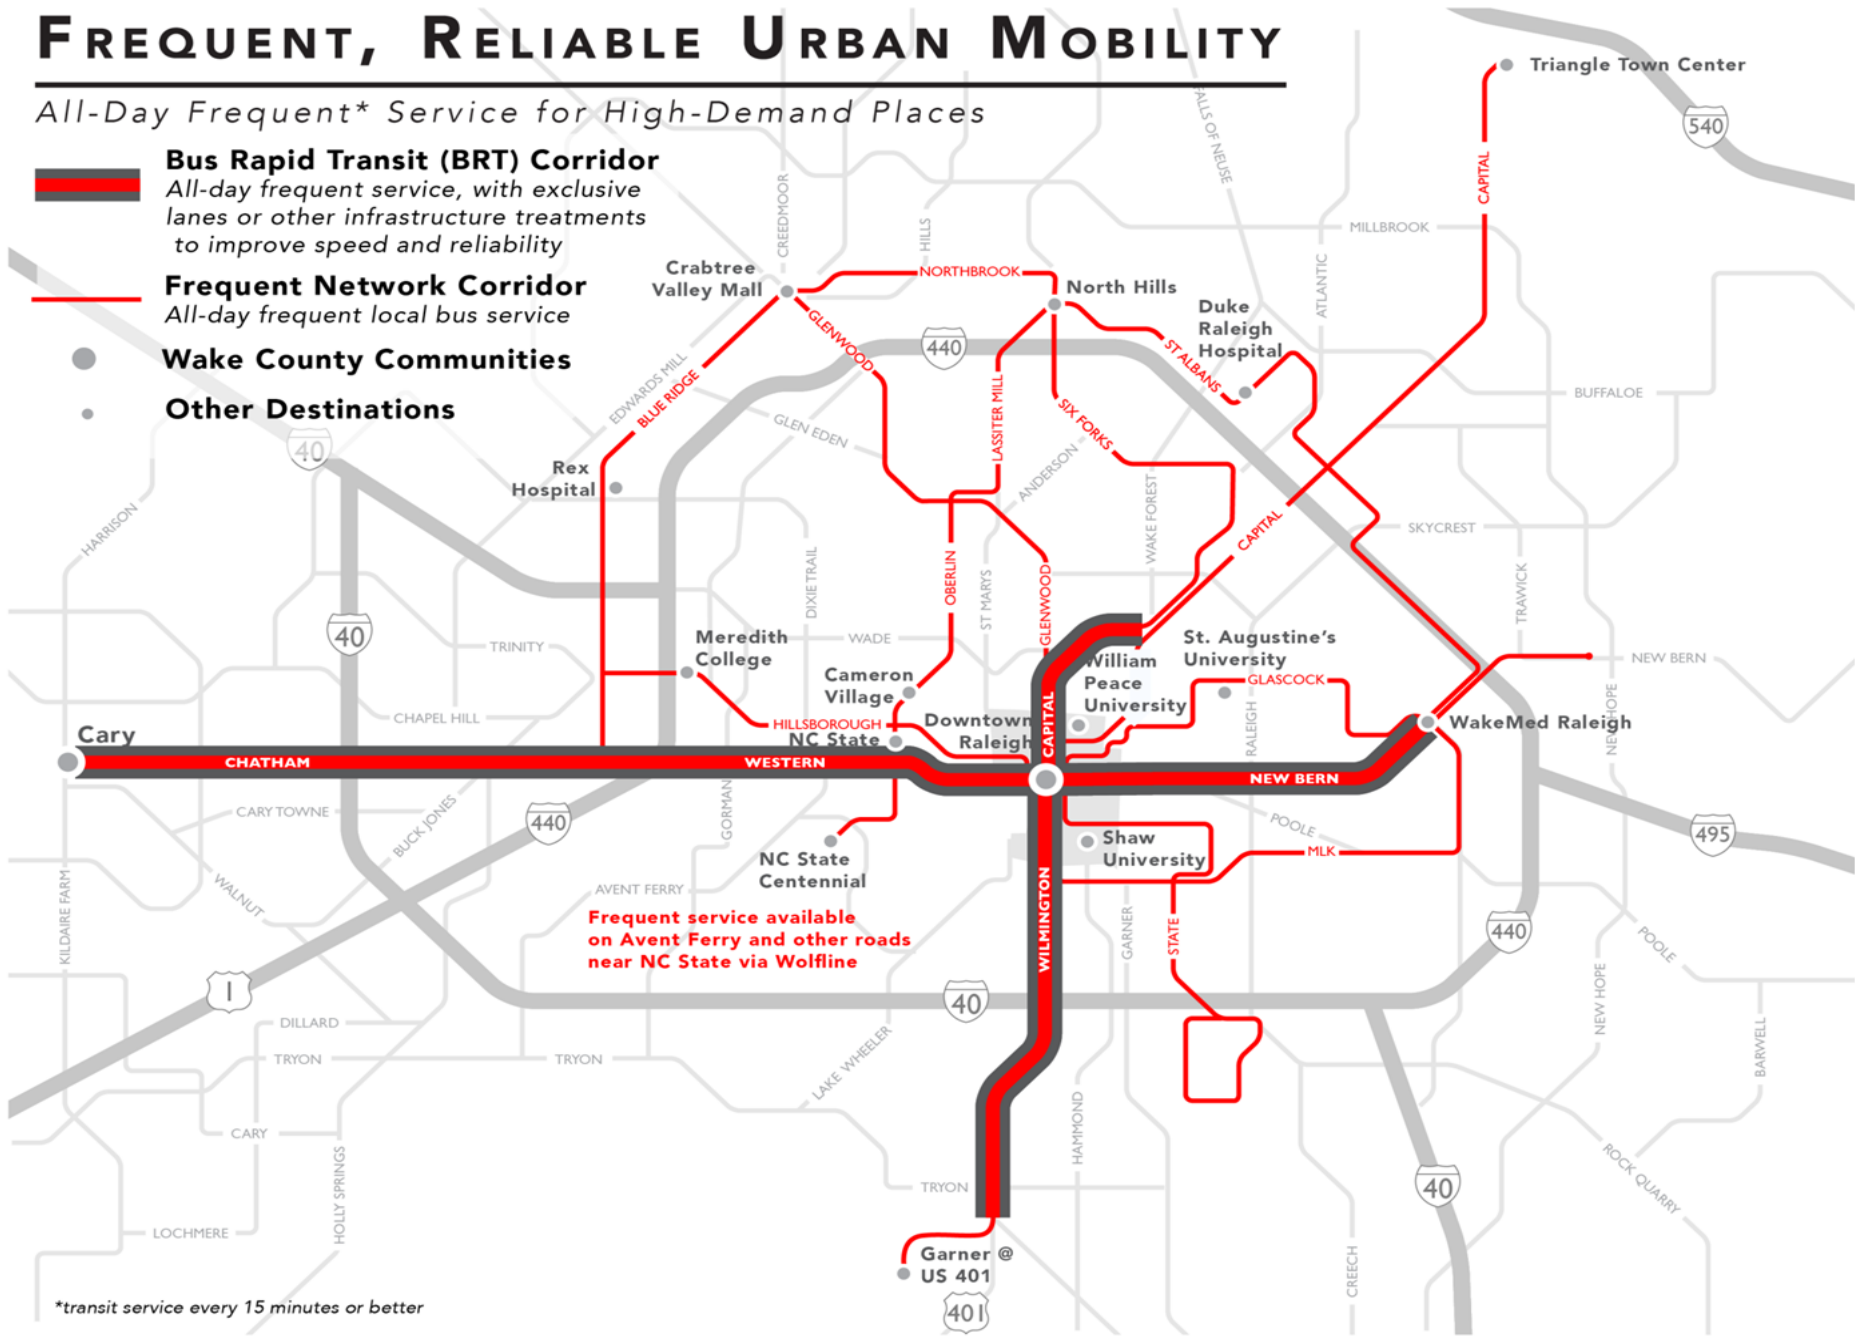 FREQUENT, RELIABLE URBAN MOBILITY
All-Day Frequent* Service for High-Demand Places
Bus Rapid Transit (BRT) Corridor
All-day frequent service, with exclusive
lanes or other infrastructure treatments
to improve speed and reliability
Frequent Network Corridor
All-day frequent local bus service
Wake County Communities
Other Destinations
Triangle Town Center
540
CAPITAL
FALLS OF NEUSE
CREEDMOOR
HILLS
MILLBROOK
ATLANTIC
Crabtree
Valley Mall
NORTHBROOK
North Hills
Duke
Raleigh
Hospital
GLENWOOD
440
ST ALBANS
EDWARDS MILL
BLUE RIDGE
LASSITER MILL
SIX FORKS
BUFFALOE
GLEN EDEN
40
ANDERSON
Rex
Hospital
HARRISON
WAKE FOREST
CAPITAL
SKYCREST
DIXIE TRAIL
OBERLIN
ST MARYS
GLENWOOD
TRAWICK
40
TRINITY
Meredith
College
WADE
St. Augustine's
University
NEW BERN
William
Peace
University
Cameron
Village
GLASCOCK
CHAPEL HILL
HILLSBOROUGH
Downtown
Raleigh
CAPITAL
RALEIGH
WakeMed Raleigh
NEW HOPE
Cary
NC State
CHATHAM
WESTERN
NEW BERN
CARY TOWNE
BUCK JONES
440
GORMAN
POOLE
495
Shaw
University
MLK
NC State
Centennial
WALNUT
AVENT FERRY
KILDAIRE FARM
WILMINGTON
GARNER
STATE
440
POOLE
Frequent service available
on Avent Ferry and other roads
near NC State via Wolfline
1
40
NEW HOPE
DILLARD
TRYON
TRYON
LAKE WHEELER
BARWELL
CARY
HAMMOND
HOLLY SPRINGS
TRYON
40
ROCK QUARRY
LOCHMERE
Garner @
US 401
CREECH
401
*transit service every 15 minutes or better